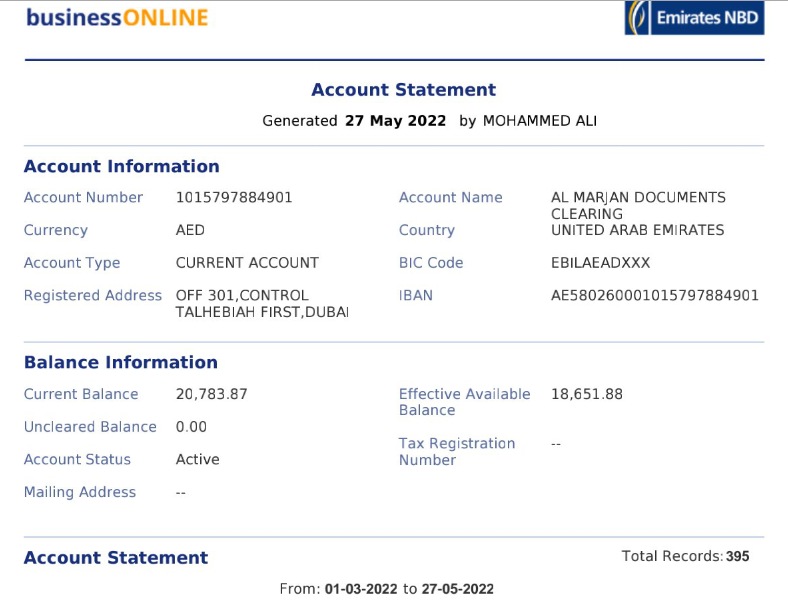 businessONLINE
Emirates NBD
Account Statement
Generated 27 May 2022 by MOHAMMED ALI
Account Information
Account Number 1015797884901
Account Name AL MARJAN DOCUMENTS
CLEARING
Currency AED
Country UNITED ARAB EMIRATES
Account Type CURRENT ACCOUNT
BIC Code EBILAEADXXX
Registered Address OFF 301,CONTROL
TALHEBIAH FIRST,DUBAI
IBAN AE580260001015797884901
Balance Information
Current Balance 20,783.87
Effective Available 18,651.88
Balance
Uncleared Balance 0.00
Tax Registration --
Number
Account Status Active
Mailing Address --
Account Statement
Total Records: 395
From: 01-03-2022 to 27-05-2022